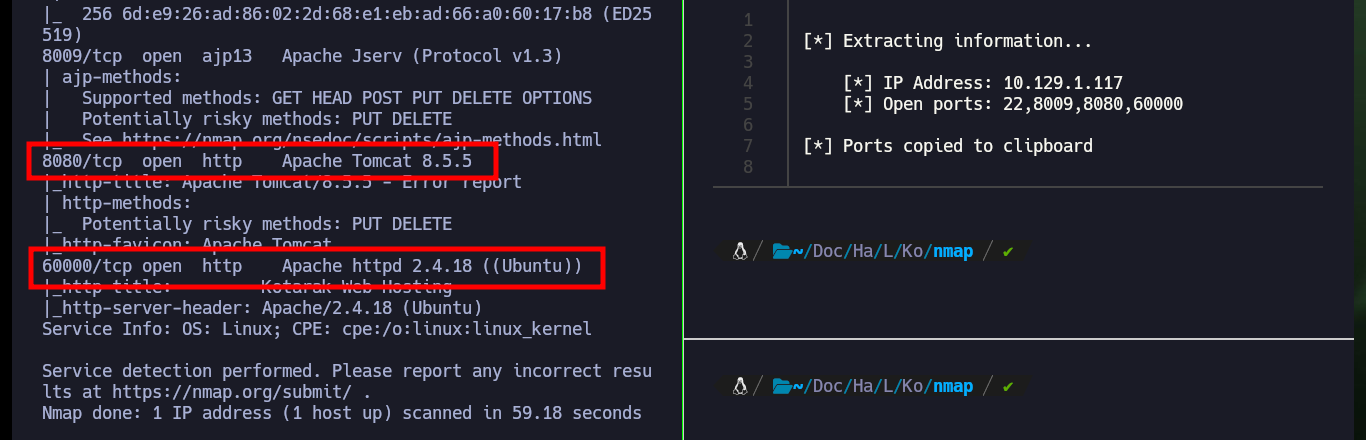 |_  256 6d:e9:26:ad:86:02:2d:68:e1:eb:ad:66:a0:60:17:b8 (ED25
519)
8009/tcp  open  ajp13   Apache Jserv (Protocol v1.3)
| ajp-methods:
|   Supported methods: GET HEAD POST PUT DELETE OPTIONS
|   Potentially risky methods: PUT DELETE
|_  See https://nmap.org/nsedoc/scripts/ajp-methods.html
8080/tcp  open  http    Apache Tomcat 8.5.5
|_http-title: Apache Tomcat/8.5.5 - Error report
| http-methods:
|_  Potentially risky methods: PUT DELETE
|_http-favicon: Apache Tomcat
60000/tcp open  http    Apache httpd 2.4.18 ((Ubuntu))
|_http-title:         Kotarak Web Hosting
|_http-server-header: Apache/2.4.18 (Ubuntu)
Service Info: OS: Linux; CPE: cpe:/o:linux:linux_kernel
Service detection performed. Please report any incorrect resu
lts at https://nmap.org/submit/ .
Nmap done: 1 IP address (1 host up) scanned in 59.18 seconds
1
2 [*] Extracting information...
3
4     [*] IP Address: 10.129.1.117
5     [*] Open ports: 22,8009,8080,60000
6
7 [*] Ports copied to clipboard
8
/ ~/Doc/Ha/L/Ko/nmap / ✔
/ ~/Doc/Ha/L/Ko/nmap / ✔